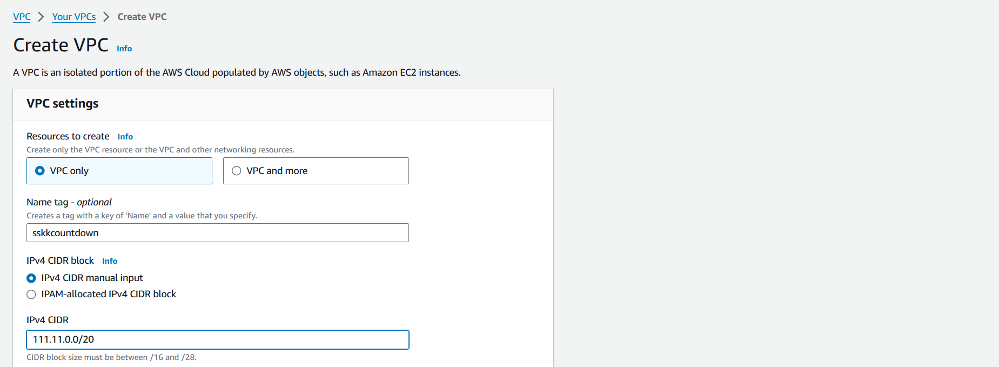 VPC > Your VPCs > Create VPC
Create VPC Info
A VPC is an isolated portion of the AWS Cloud populated by AWS objects, such as Amazon EC2 instances.
VPC settings
Resources to create Info
Create only the VPC resource or the VPC and other networking resources.
VPC only VPC and more
Name tag - optional
Creates a tag with a key of 'Name' and a value that you specify.
sskkcountdown
IPv4 CIDR block Info
IPv4 CIDR manual input
IPAM-allocated IPv4 CIDR block
IPv4 CIDR
111.11.0.0/20
CIDR block size must be between /16 and /28.